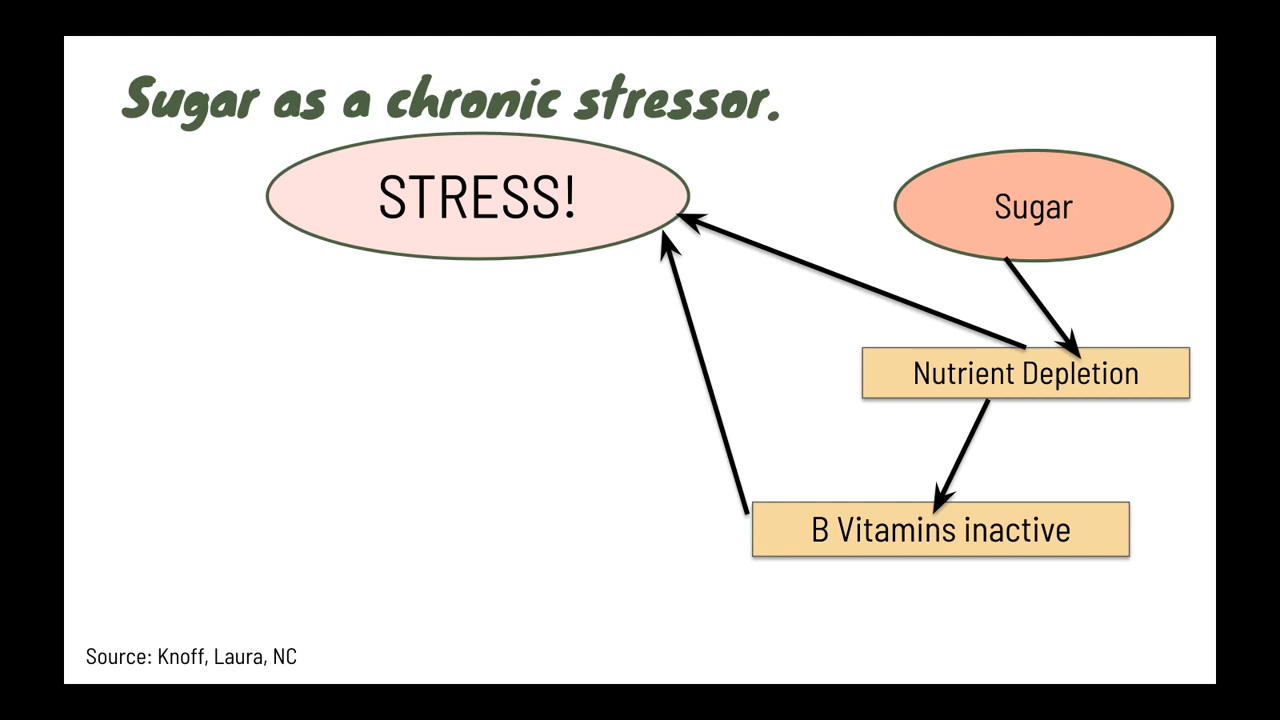 Sugar as a chronic stressor.
STRESS!
Sugar
Nutrient Depletion
B Vitamins inactive
Source: Knoff, Laura, NC